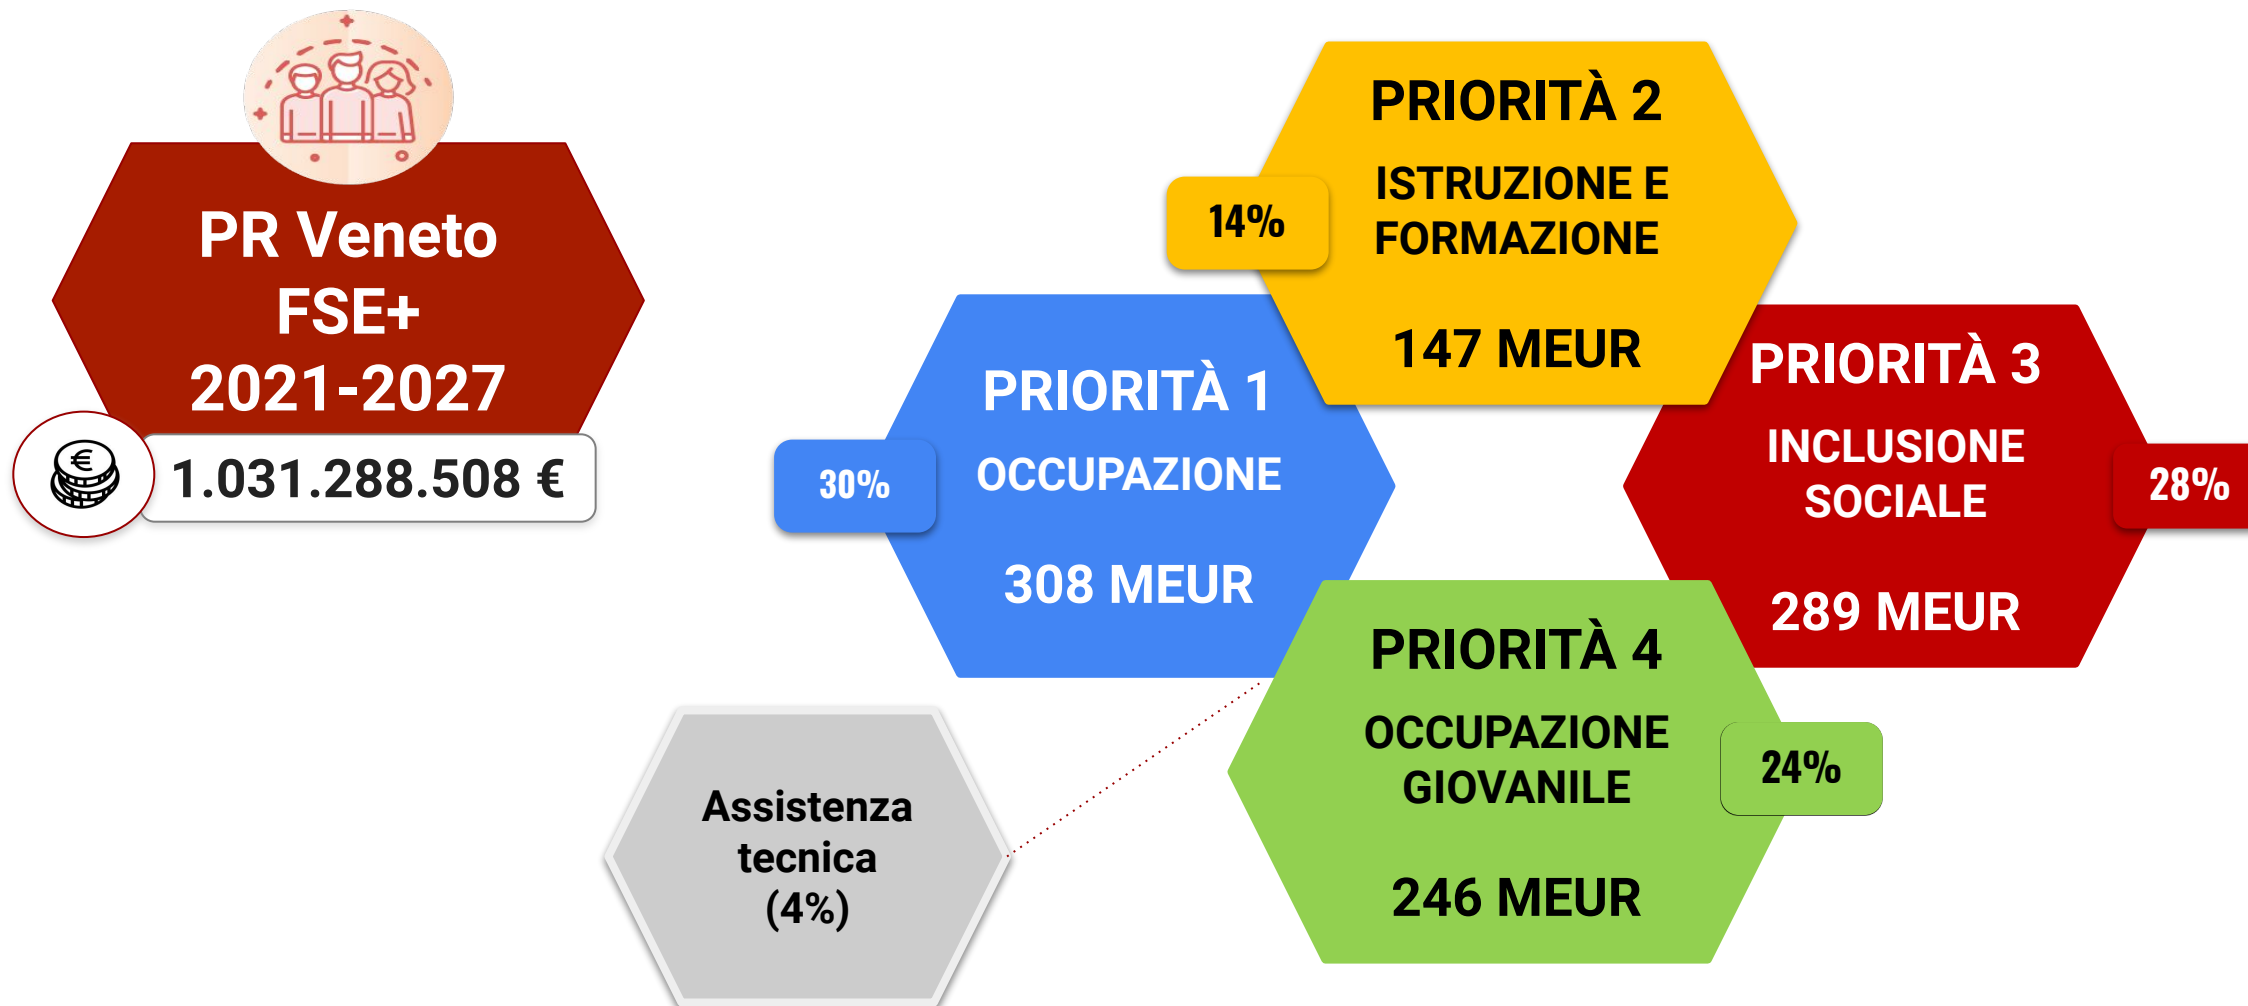 PR Veneto
FSE+
2021-2027
1.031.288.508 €
PRIORITÀ 1
OCCUPAZIONE
30%
308 MEUR
PRIORITÀ 2
ISTRUZIONE E
FORMAZIONE
14%
147 MEUR
PRIORITÀ 3
INCLUSIONE
SOCIALE
28%
289 MEUR
PRIORITÀ 4
OCCUPAZIONE
GIOVANILE
24%
246 MEUR
Assistenza
tecnica
(4%)